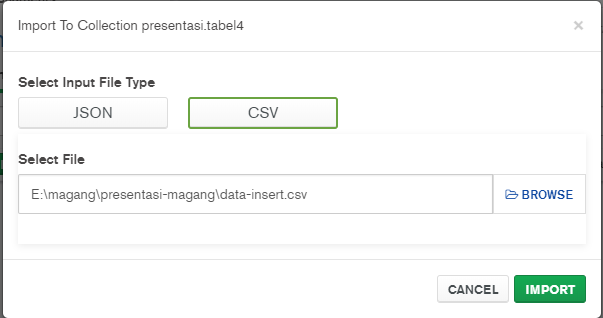 Import To Collection presentasi.tabel4
×
Select Input File Type
JSON
CSV
Select File
E:\magang\presentasi-magang\data-insert.csv
BROWSE
CANCEL
IMPORT